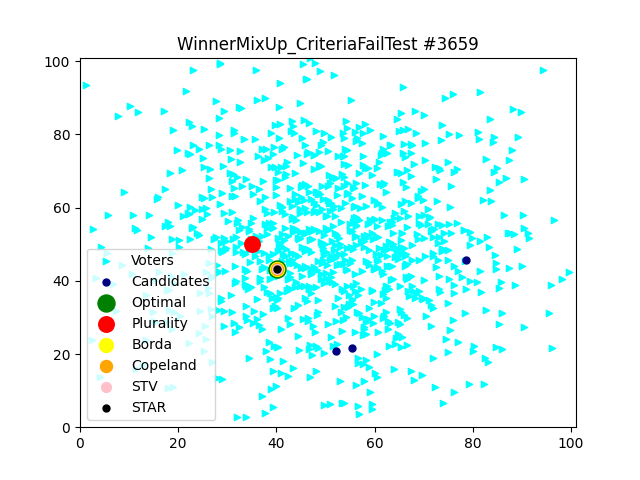 WinnerMixUp_CriteriaFailTest #3659
100
80
60
40
20
0
0 20 40 60 80 100
Voters
Candidates
Optimal
Plurality
Borda
Copeland
STV
STAR